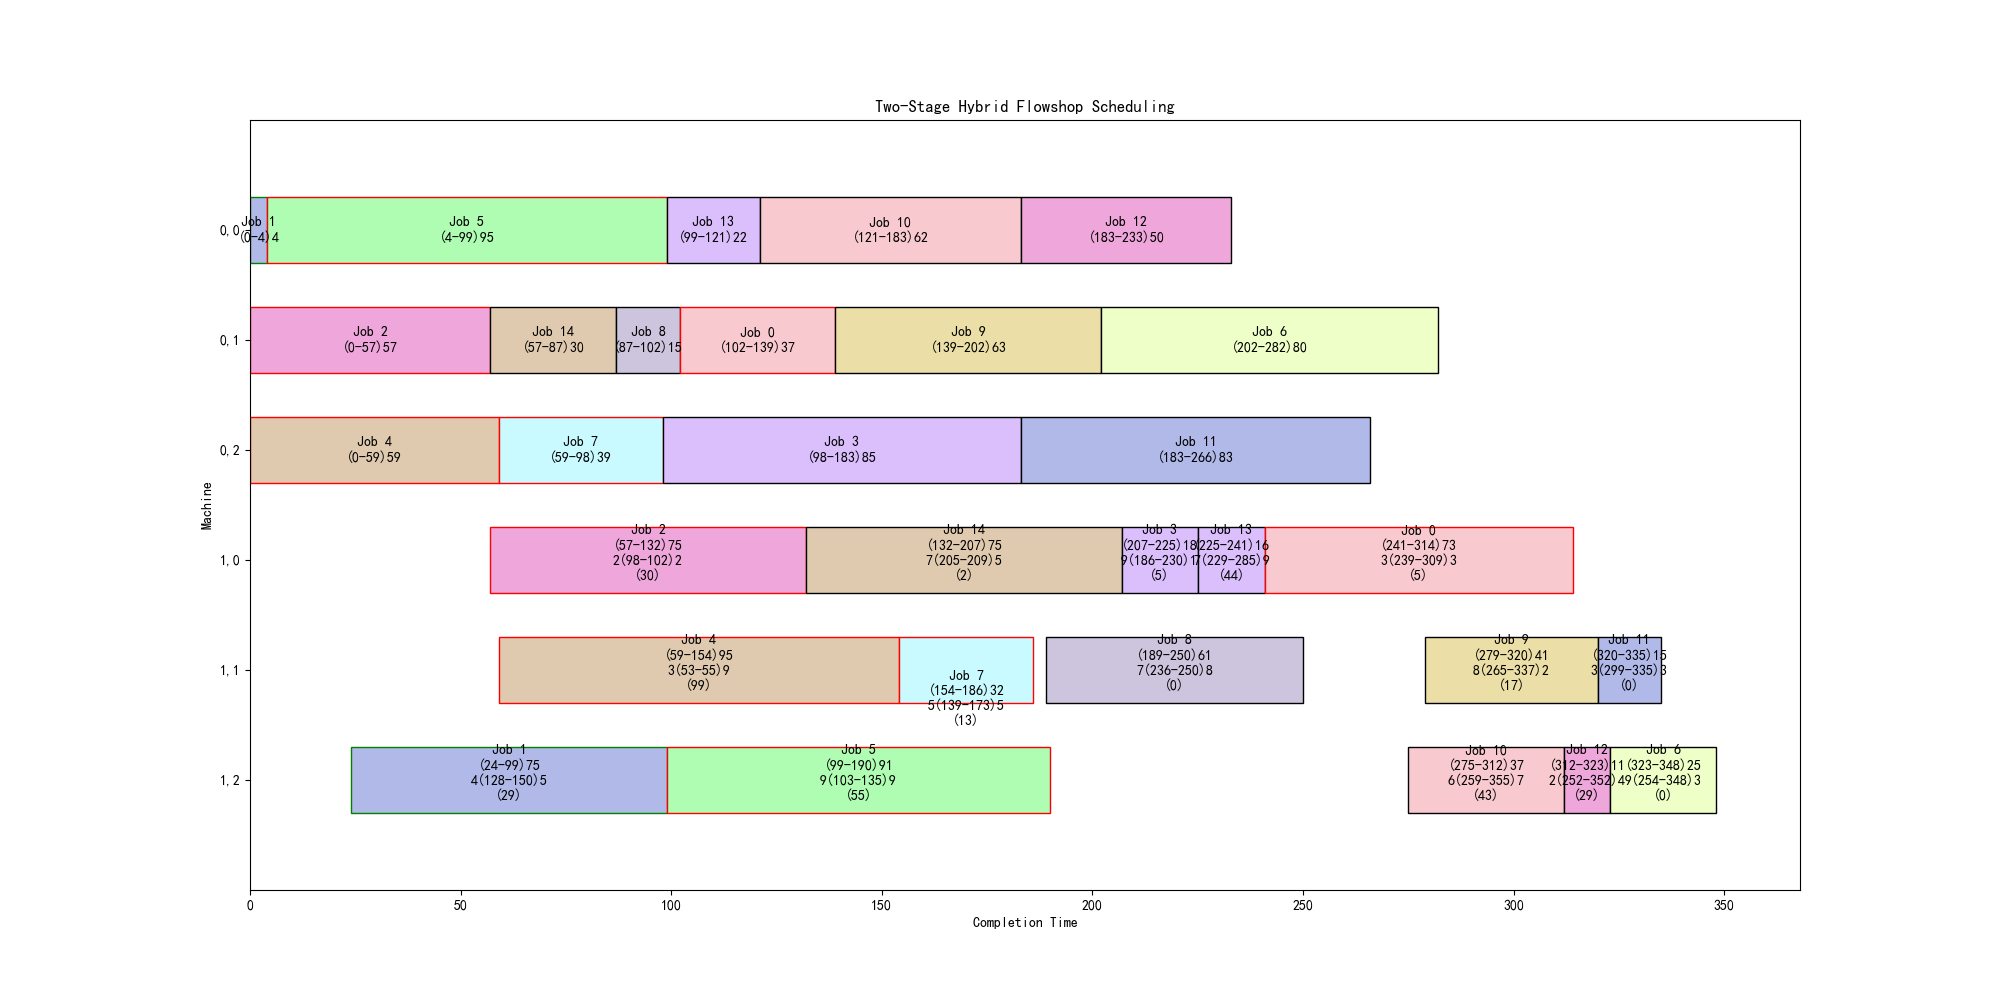 Two-Stage Hybrid Flowshop Scheduling
0,0
Job 1
(0-4)4
Job 5
(4-99)95
Job 13
(99-121)22
Job 10
(121-183)62
Job 12
(183-233)50
0,1
Job 2
(0-57)57
Job 14
(57-87)30
Job 8
(87-102)15
Job 0
(102-139)37
Job 9
(139-202)63
Job 6
(202-282)80
0,2
Job 4
(0-59)59
Job 7
(59-98)39
Job 3
(98-183)85
Job 11
(183-266)83
Machine
1,0
Job 2
(57-132)75
2(98-102)2
(30)
Job 14
(132-207)75
7(205-209)5
(2)
Job 3
(207-225)18
9(186-230)
(5)
Job 13
(225-241)16
7(229-285)9
(44)
Job 0
(241-314)73
3(239-309)3
(5)
1,1
Job 4
(59-154)95
3(53-55)9
(99)
Job 7
(154-186)32
5(139-173)5
(13)
Job 8
(189-250)61
7(236-250)8
(0)
Job 9
(279-320)41
8(265-337)2
(17)
Job 11
(320-335)15
3(299-335)3
(0)
1,2
Job 1
(24-99)75
4(128-150)5
(29)
Job 5
(99-190)91
9(103-135)9
(55)
Job 10
(275-312)37
6(259-355)7
(43)
Job 12
(312-323)11
2(252-352)4
(29)
Job 6
(323-348)25
9(254-348)3
(0)
0
50
100
150
200
250
300
350
Completion Time